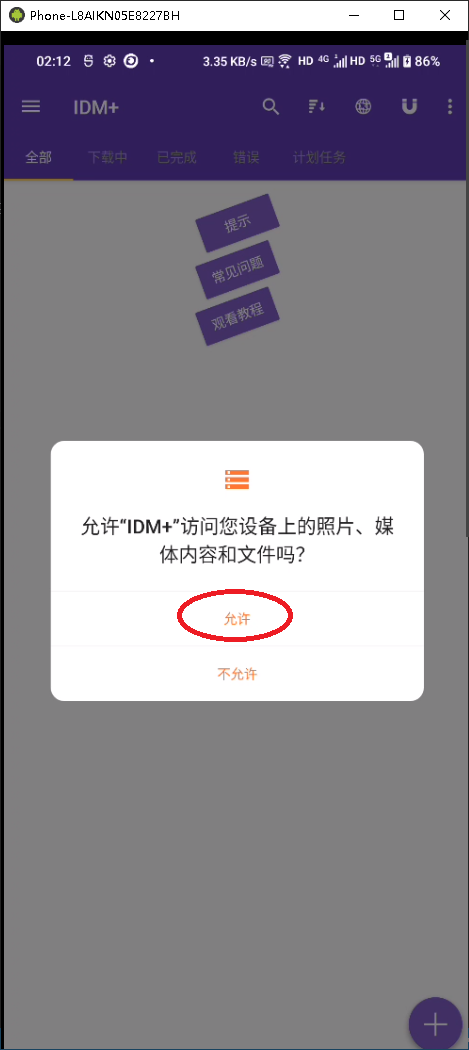 Phone-L8AIKN05E8227BH
02:12 3.35 KB/s HD 4G HD 5G 86%
IDM+
全部 下载中 已完成 错误 计划任务
提示
常见问题
观看教程
允许“IDM+”访问您设备上的照片、媒
体内容和文件吗?
允许
不允许